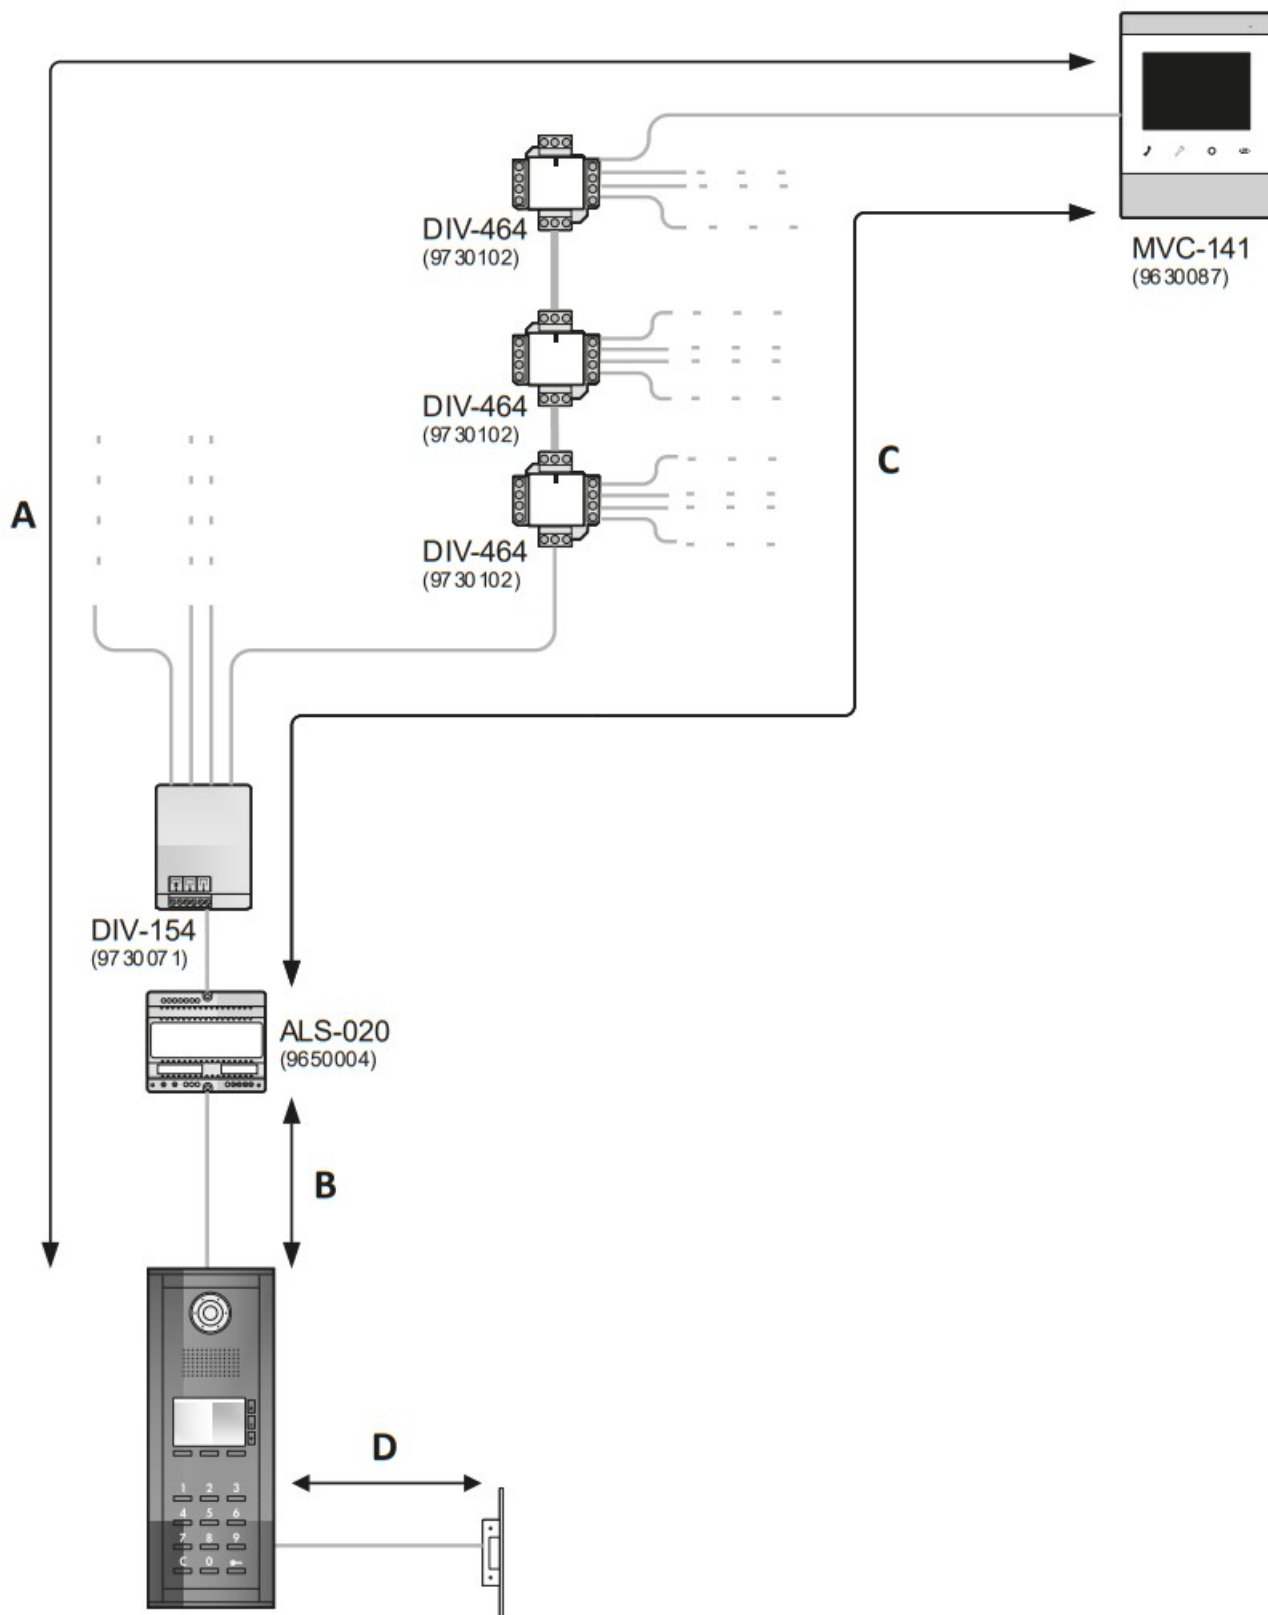 DIV-464
(9730102)
MVC-141
(9630087)
DIV-464
(9730102)
A
C
DIV-464
(9730102)
DIV-154
(9730071)
ALS-020
(9650004)
B
D
1 2 3
4 5 6
7 8 9
C 0